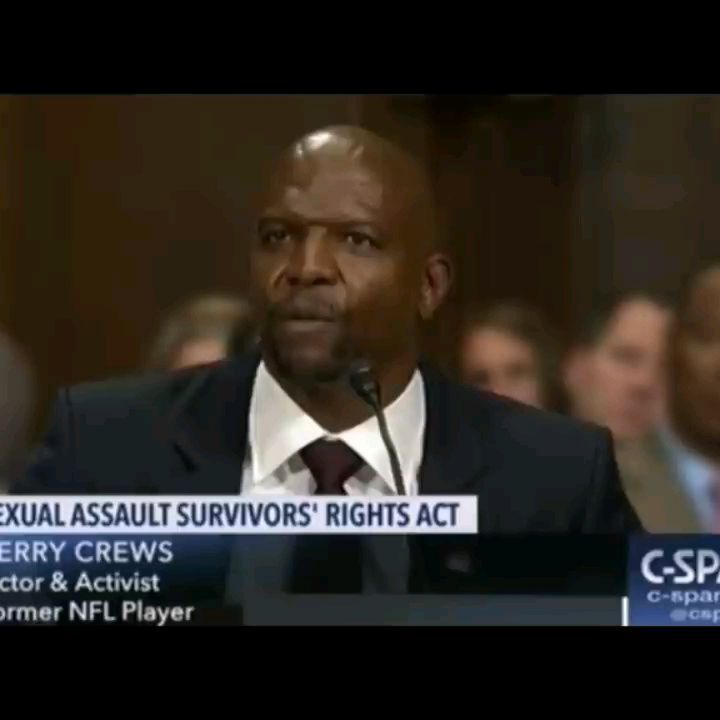 EXUAL ASSAULT SURVIVORS' RIGHTS ACT
ERRY CREWS
ctor & Activist
ormer NFL Player
C-SPA
c-spar
@csp